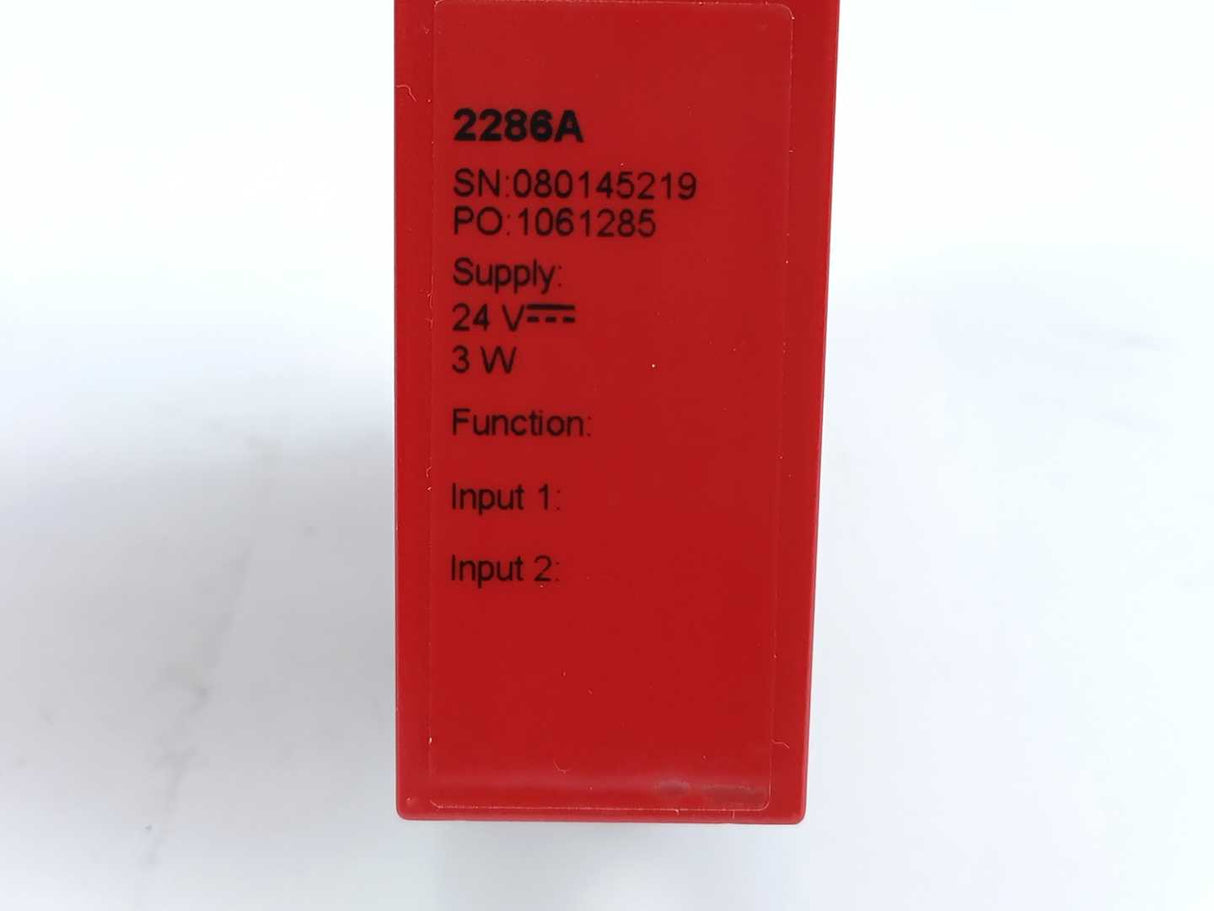 2286A
SN:080145219
PO:1061285
Supply:
24 V⎓
3 W
Function:
Input 1:
Input 2: